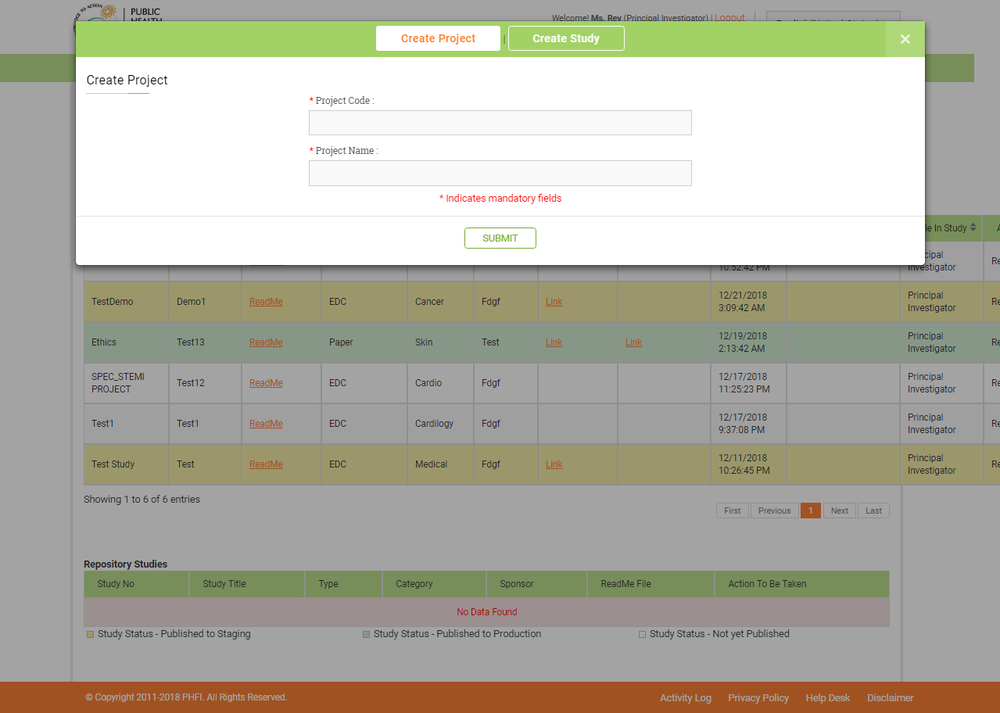 PUBLIC
HEALTH
Welcome! Ms. Rev (Principal Investigator) | Logout
Create Project | Create Study ×
Create Project
* Project Code :
* Project Name :
* Indicates mandatory fields
SUBMIT
In Study
10:52:42 PM Investigator
TestDemo Demo1 ReadMe EDC Cancer Fdgf Link 12/21/2018 3:09:42 AM Principal Investigator
Ethics Test13 ReadMe Paper Skin Test Link Link 12/19/2018 2:13:42 AM Principal Investigator
SPEC_STEMI PROJECT Test12 ReadMe EDC Cardio Fdgf 12/17/2018 11:25:23 PM Principal Investigator
Test1 Test1 ReadMe EDC Cardilogy Fdgf 12/17/2018 9:37:08 PM Principal Investigator
Test Study Test ReadMe EDC Medical Fdgf Link 12/11/2018 10:26:45 PM Principal Investigator
Showing 1 to 6 of 6 entries
First Previous 1 Next Last
Repository Studies
Study No Study Title Type Category Sponsor ReadMe File Action To Be Taken
No Data Found
Study Status - Published to Staging Study Status - Published to Production Study Status - Not yet Published
© Copyright 2011-2018 PHFI. All Rights Reserved. Activity Log Privacy Policy Help Desk Disclaimer